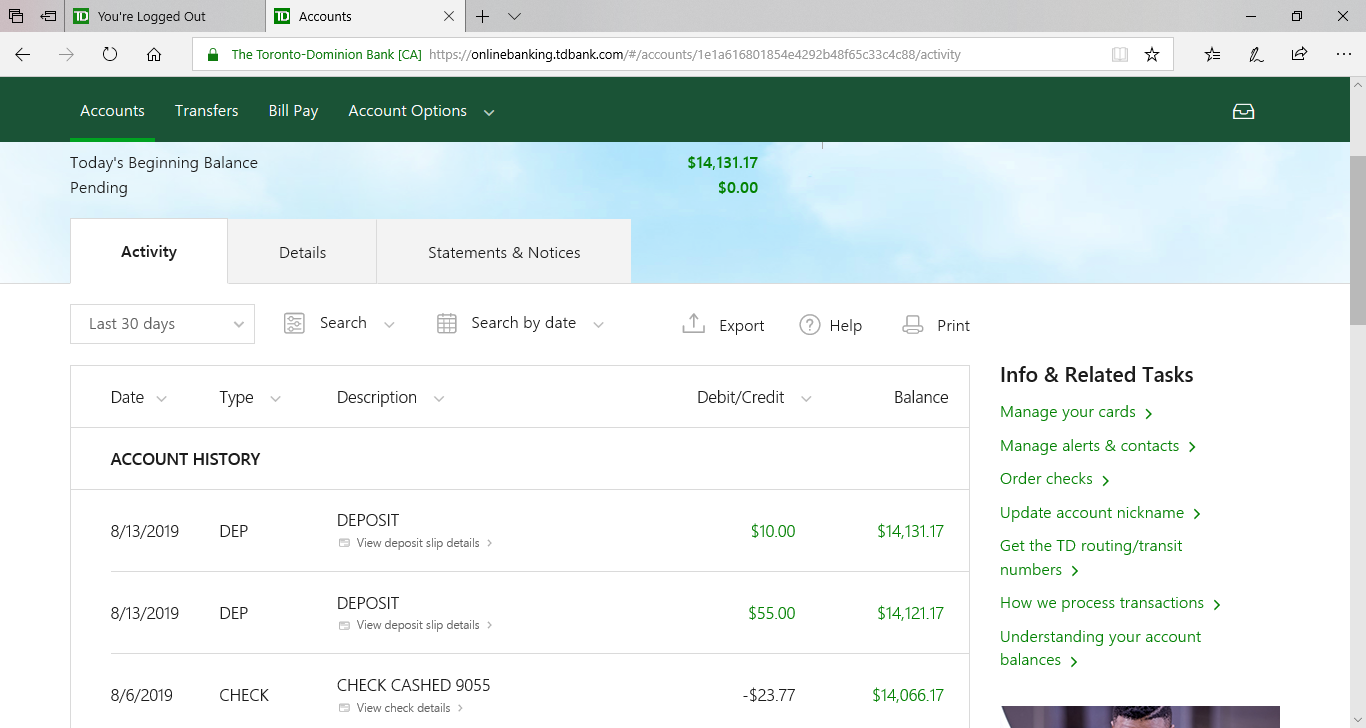 TD You're Logged Out
TD Accounts
The Toronto-Dominion Bank [CA] https://onlinebanking.tdbank.com/#/accounts/1e1a616801854e4292b48f65c33c4c88/activity
Accounts Transfers Bill Pay Account Options
Today's Beginning Balance $14,131.17
Pending $0.00
Activity Details Statements & Notices
Last 30 days Search Search by date Export Help Print
Date Type Description Debit/Credit Balance
ACCOUNT HISTORY
8/13/2019 DEP DEPOSIT $10.00 $14,131.17
View deposit slip details
8/13/2019 DEP DEPOSIT $55.00 $14,121.17
View deposit slip details
8/6/2019 CHECK CHECK CASHED 9055 -$23.77 $14,066.17
View check details
Info & Related Tasks
Manage your cards
Manage alerts & contacts
Order checks
Update account nickname
Get the TD routing/transit
numbers
How we process transactions
Understanding your account
balances